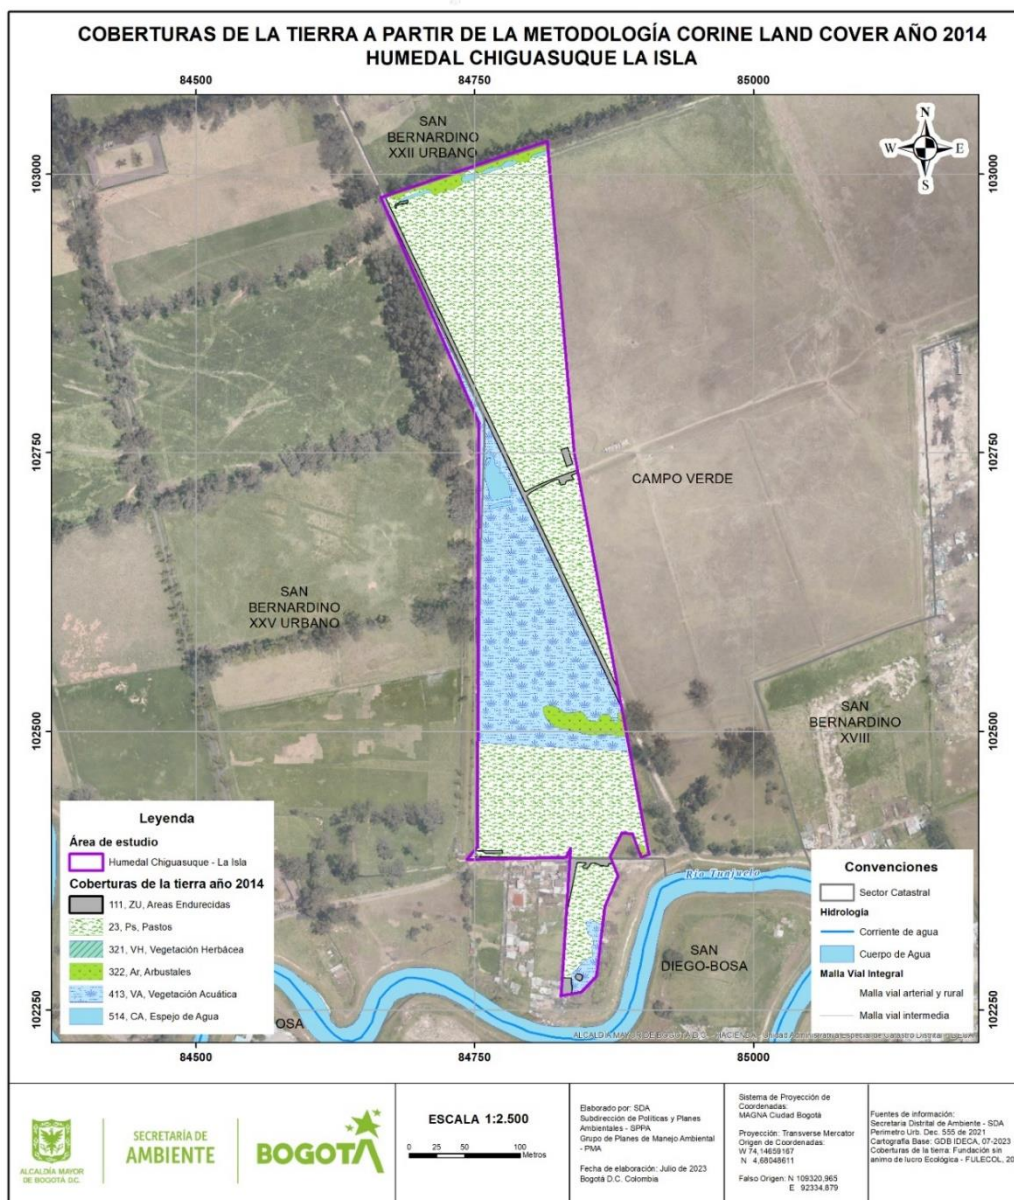 COBERTURAS DE LA TIERRA A PARTIR DE LA METODOLOGÍA CORINE LAND COVER AÑO 2014
HUMEDAL CHIGUASUQUE LA ISLA
84500
84750
85000
103000
102750
102500
102250
103000
102750
102500
102250
N
W
E
S
SAN
BERNARDINO
XXII URBANO
CAMPO VERDE
SAN
BERNARDINO
XXV URBANO
SAN
BERNARDINO
XVIII
Río Tunjuelo
SAN
DIEGO-BOSA
OSA
Leyenda
Área de estudio
Humedal Chiguasuque - La Isla
Coberturas de la tierra año 2014
111, ZU, Areas Endurecidas
23, Ps, Pastos
321, VH, Vegetación Herbácea
322, Ar, Arbustales
413, VA, Vegetación Acuática
514, CA, Espejo de Agua
Convenciones
Sector Catastral
Hidrología
Corriente de agua
Cuerpo de Agua
Malla Vial Integral
Malla vial arterial y rural
Malla vial intermedia
84500
84750
85000
ALCALDÍA MAYOR
DE BOGOTÁ D.C.
SECRETARÍA DE
AMBIENTE
BOGOTÁ
ESCALA 1:2.500
0 25 50 100
Metros
Elaborado por: SDA
Subdirección de Políticas y Planes
Ambientales - SPPA
Grupo de Planes de Manejo Ambiental
- PMA
Fecha de elaboración: Julio de 2023
Bogotá D.C. Colombia
Sistema de Proyección de
Coordenadas:
MAGNA Ciudad Bogotá
Proyección: Transverse Mercator
Origen de Coordenadas:
W 74,14659167
N 4,68048611
Falso Origen: N 109320,965
E 92334,879
Fuentes de información:
Secretaria Distrital de Ambiente - SDA
Perimetro Urb. Dec. 555 de 2021
Cartografía Base: GDB IDECA, 07-2023
Coberturas de la tierra: Fundación sin
animo de lucro Ecológica - FULECOL, 20